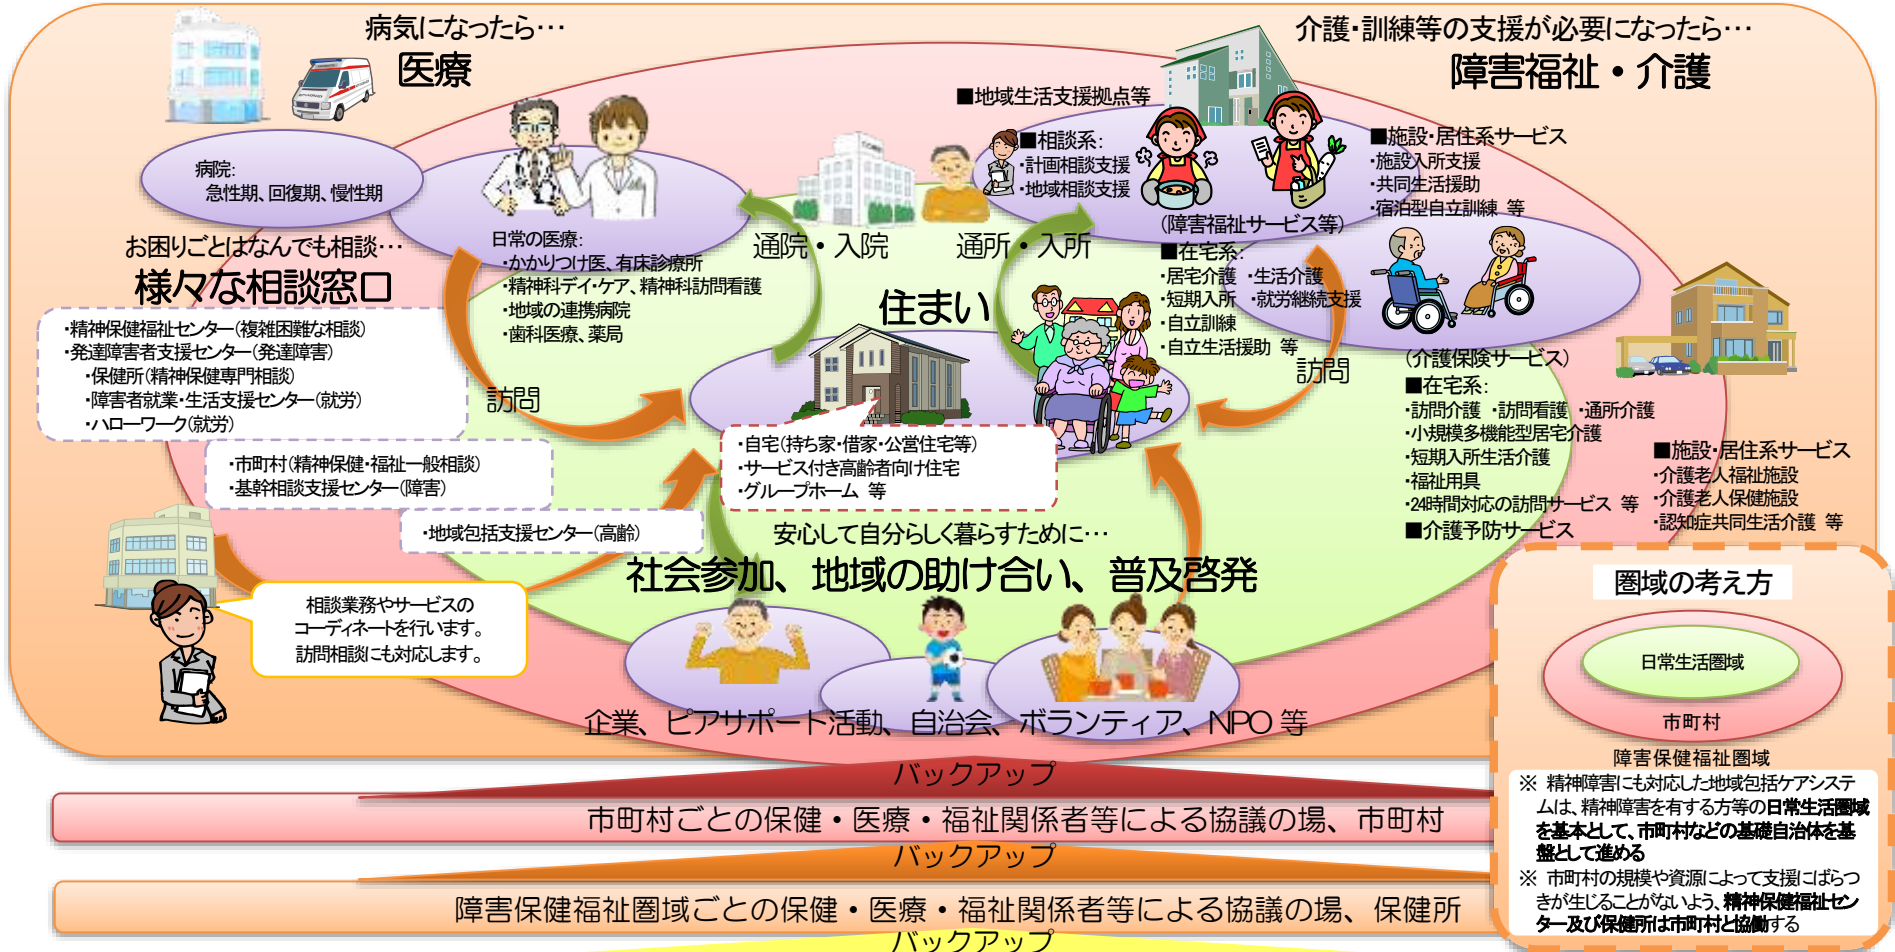 病気になったら…
医療
病院:
急性期、回復期、慢性期
日常の医療:
・かかりつけ医、有床診療所
・精神科デイ・ケア、精神科訪問看護
・地域の連携病院
・歯科医療、薬局
お困りごとはなんでも相談…
様々な相談窓口
・精神保健福祉センター(複雑困難な相談)
・発達障害者支援センター(発達障害)
・保健所(精神保健専門相談)
・障害者就業・生活支援センター(就労)
・ハローワーク(就労)
・市町村(精神保健・福祉一般相談)
・基幹相談支援センター(障害)
・地域包括支援センター(高齢)
相談業務やサービスの
コーディネートを行います。
訪問相談にも対応します。
訪問
通院・入院
通所・入所
住まい
・自宅(持ち家・借家・公営住宅等)
・サービス付き高齢者向け住宅
・グループホーム 等
介護・訓練等の支援が必要になったら…
障害福祉・介護
■地域生活支援拠点等
■相談系:
・計画相談支援
・地域相談支援
■施設・居住系サービス
・施設入所支援
・共同生活援助
・宿泊型自立訓練 等
(障害福祉サービス等)
■在宅系:
・居宅介護 ・生活介護
・短期入所 ・就労継続支援
・自立訓練
・自立生活援助 等
訪問
(介護保険サービス)
■在宅系:
・訪問介護 ・訪問看護 ・通所介護
・小規模多機能型居宅介護
・短期入所生活介護
・福祉用具
・24時間対応の訪問サービス 等
■介護予防サービス
■施設・居住系サービス
・介護老人福祉施設
・介護老人保健施設
・認知症共同生活介護 等
安心して自分らしく暮らすために…
社会参加、地域の助け合い、普及啓発
企業、ピアサポート活動、自治会、ボランティア、NPO 等
バックアップ
市町村ごとの保健・医療・福祉関係者等による協議の場、市町村
バックアップ
障害保健福祉圏域ごとの保健・医療・福祉関係者等による協議の場、保健所
バックアップ
圏域の考え方
日常生活圏域
市町村
障害保健福祉圏域
※ 精神障害にも対応した地域包括ケアシステ
ムは、精神障害を有する方等の日常生活圏域
を基本として、市町村などの基礎自治体を基
盤として進める
※ 市町村の規模や資源によって支援にばらつ
きが生じることがないよう、精神保健福祉セン
ター及び保健所は市町村と協働する